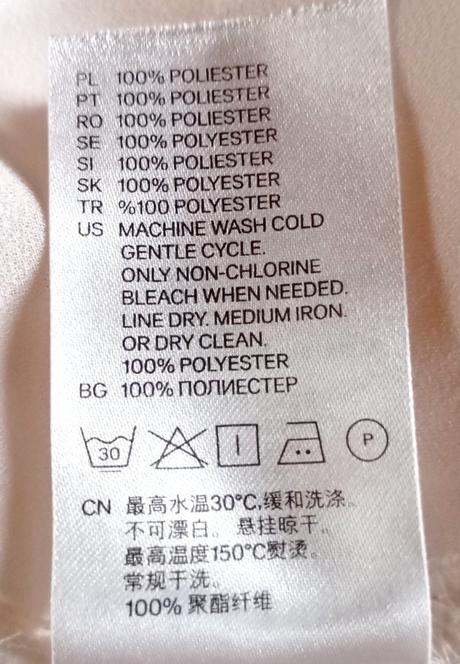 PL 100% POLIESTER
PT 100% POLIESTER
RO 100% POLIESTER
SE 100% POLYESTER
SI 100% POLIESTER
SK 100% POLYESTER
TR %100 POLYESTER
US MACHINE WASH COLD
GENTLE CYCLE.
ONLY NON-CHLORINE
BLEACH WHEN NEEDED.
LINE DRY. MEDIUM IRON.
OR DRY CLEAN.
100% POLYESTER
BG 100% ПОЛИЕСТЕР
30 P
CN 最高水温30°C,缓和洗涤。
不可漂白。 悬挂晾干。
最高温度150°C熨烫。
常规干洗。
100% 聚酯纤维